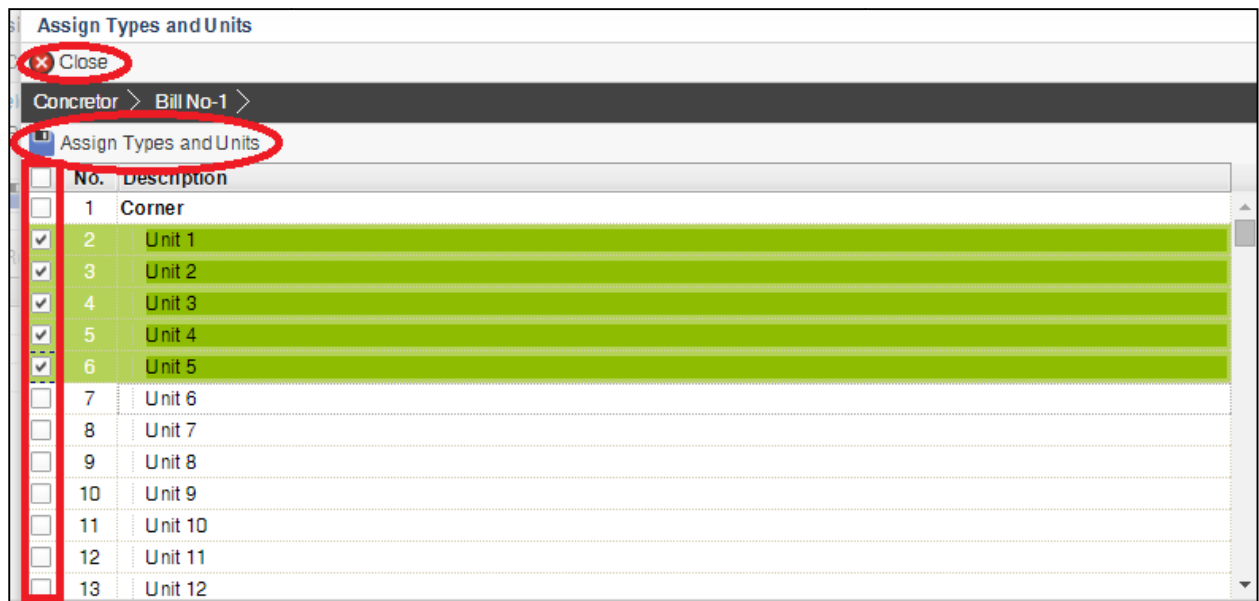 Assign Types and Units
Close
Concretor > Bill No-1 >
Assign Types and Units
No. Description
1 Corner
2 Unit 1
3 Unit 2
4 Unit 3
5 Unit 4
6 Unit 5
7 Unit 6
8 Unit 7
9 Unit 8
10 Unit 9
11 Unit 10
12 Unit 11
13 Unit 12